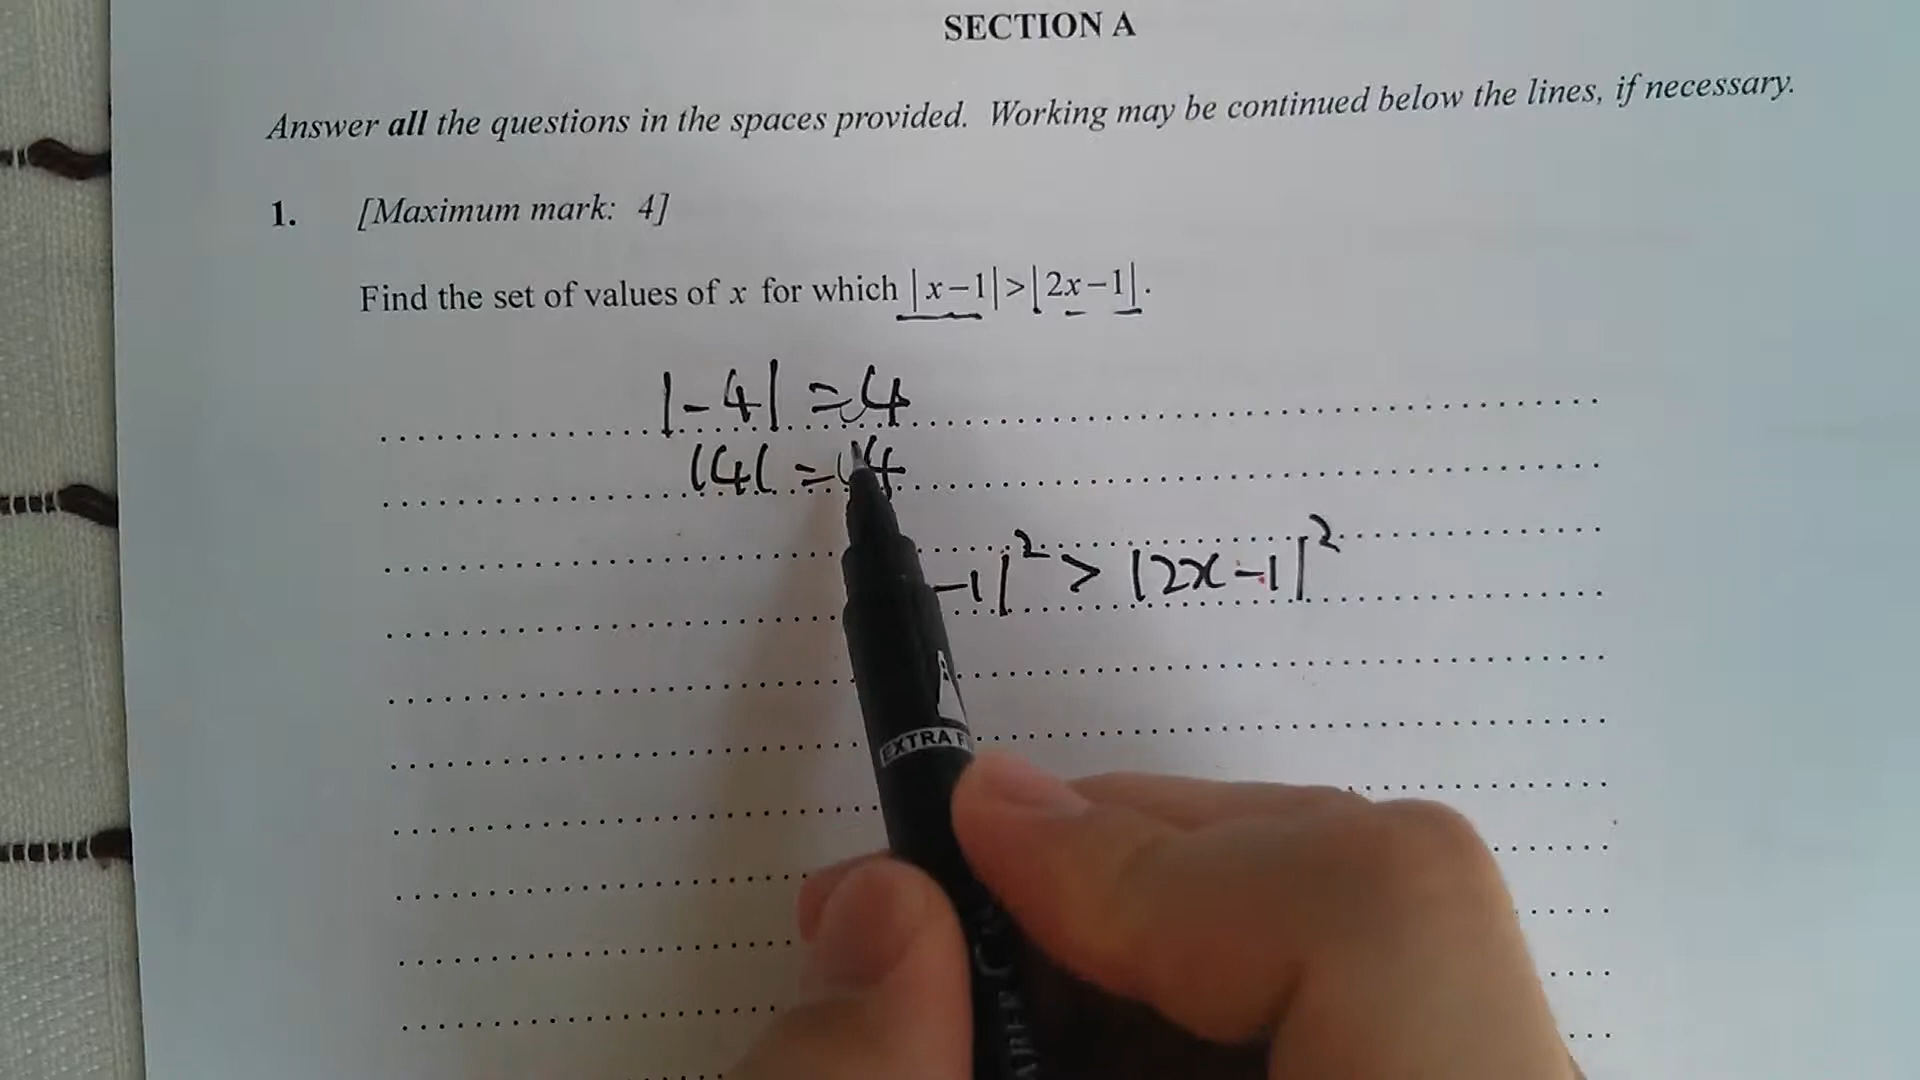 SECTION A
Answer all the questions in the spaces provided. Working may be continued below the lines, if necessary.
1. [Maximum mark: 4]
Find the set of values of x for which |x−1|>|2x−1|.
|-4| = 4
|4| = 4
-1|² > |2x-1|²
A
EXTRA F